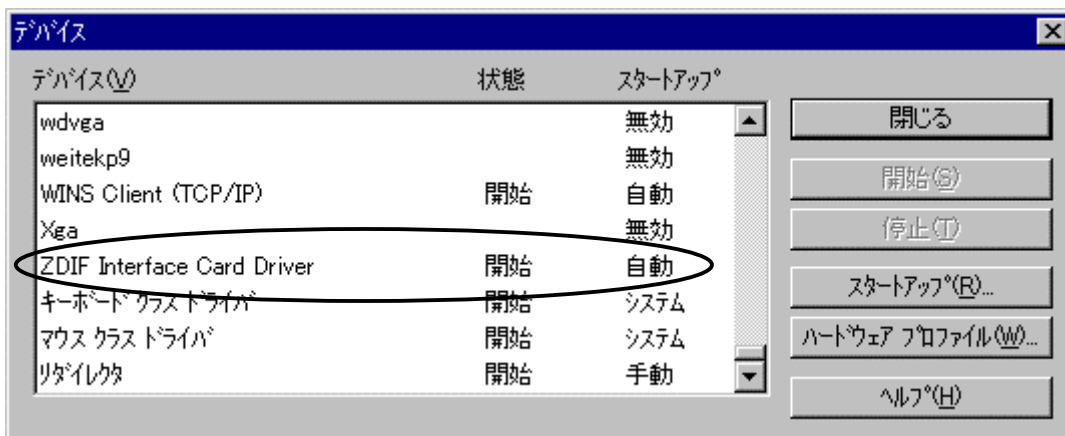 デバイス
デバイス(V) 状態 スタートアップ
wdvga 無効
weitekp9 無効
WINS Client (TCP/IP) 開始 自動
Xga 無効
ZDIF Interface Card Driver 開始 自動
キーボード クラス ドライバ 開始 システム
マウス クラス ドライバ 開始 システム
リダイレクタ 開始 手動
閉じる
開始(S)
停止(T)
スタートアップ(R)...
ハードウェア プロファイル(W)...
ヘルプ(H)